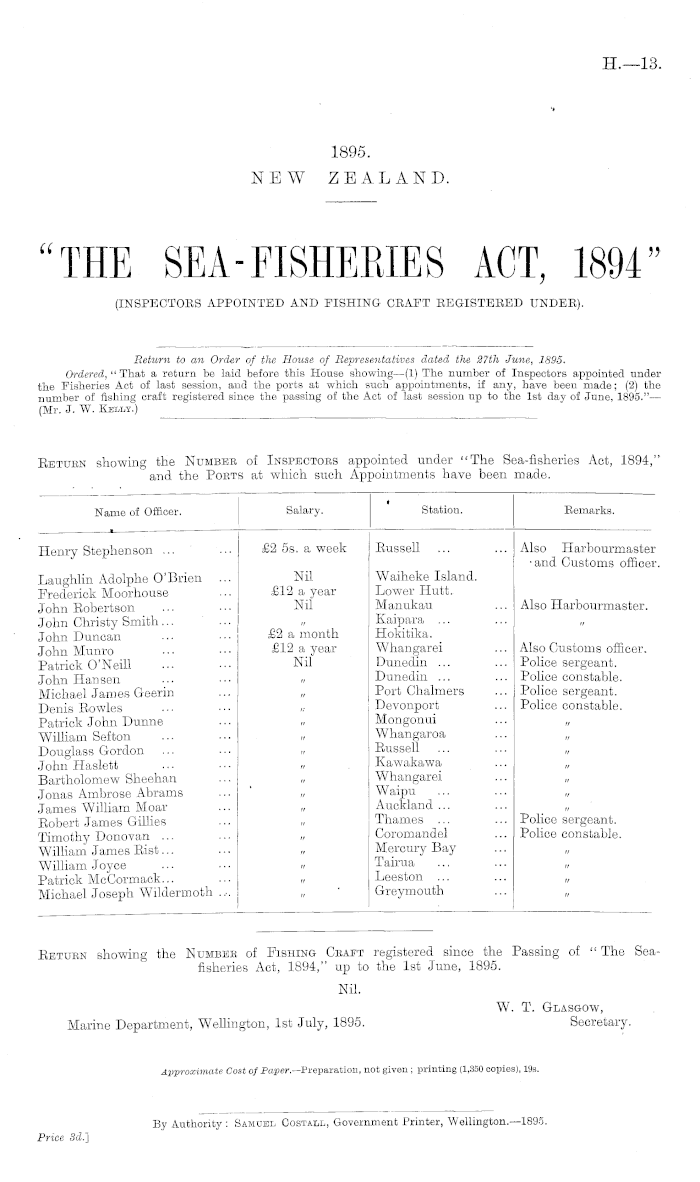 H.—13.
1895.
NEW ZEALAND.
"THE SEA-FISHERIES ACT, 1894"
(INSPECTORS APPOINTED AND FISHING CRAFT REGISTERED UNDER).
Return to an Order of the House of Representatives dated the 27th June, 1895.
Ordered, "That a return be laid before this House showing—(1) The number of Inspectors appointed under
the Fisheries Act of last session, and the ports at which such appointments, if any, have been made; (2) the
number of fishing craft registered since the passing of the Act of last session up to the 1st day of June, 1895."—
(Mr. J. W. KELLY.)
RETURN showing the NUMBER of INSPECTORS appointed under "The Sea-fisheries Act, 1894,"
and the PORTS at which such Appointments have been made.
Name of Officer. Salary. Station. Remarks.
Henry Stephenson ... ... £2 5s. a week Russell ... ... Also Harbourmaster
and Customs officer.
Laughlin Adolphe O'Brien ... Nil Waiheke Island.
Frederick Moorhouse ... £12 a year Lower Hutt.
John Robertson ... ... Nil Manukau ... Also Harbourmaster.
John Christy Smith ... ... " Kaipara ... ... "
John Duncan ... ... £2 a month Hokitika.
John Munro ... ... £12 a year Whangarei ... Also Customs officer.
Patrick O'Neill ... ... Nil Dunedin ... ... Police sergeant.
John Hansen ... ... " Dunedin ... ... Police constable.
Michael James Geerin ... " Port Chalmers ... Police sergeant.
Denis Rowles ... ... " Devonport ... Police constable.
Patrick John Dunne ... " Mongonui ... "
William Sefton ... ... " Whangaroa ... "
Douglass Gordon ... ... " Russell ... ... "
John Haslett ... ... " Kawakawa ... "
Bartholomew Sheehan ... " Whangarei ... "
Jonas Ambrose Abrams ... " Waipu ... ... "
James William Moar ... " Auckland ... ... "
Robert James Gillies ... " Thames ... ... Police sergeant.
Timothy Donovan ... ... " Coromandel ... Police constable.
William James Rist ... ... " Mercury Bay ... "
William Joyce ... ... " Tairua ... ... "
Patrick McCormack... ... " Leeston ... ... "
Michael Joseph Wildermoth ... " Greymouth ... "
RETURN showing the NUMBER of FISHING CRAFT registered since the Passing of "The Sea-
fisheries Act, 1894," up to the 1st June, 1895.
Nil.
W. T. GLASGOW,
Marine Department, Wellington, 1st July, 1895. Secretary.
Approximate Cost of Paper.—Preparation, not given; printing (1,350 copies), 19s.
By Authority: SAMUEL COSTALL, Government Printer, Wellington.—1895.
Price 3d.]